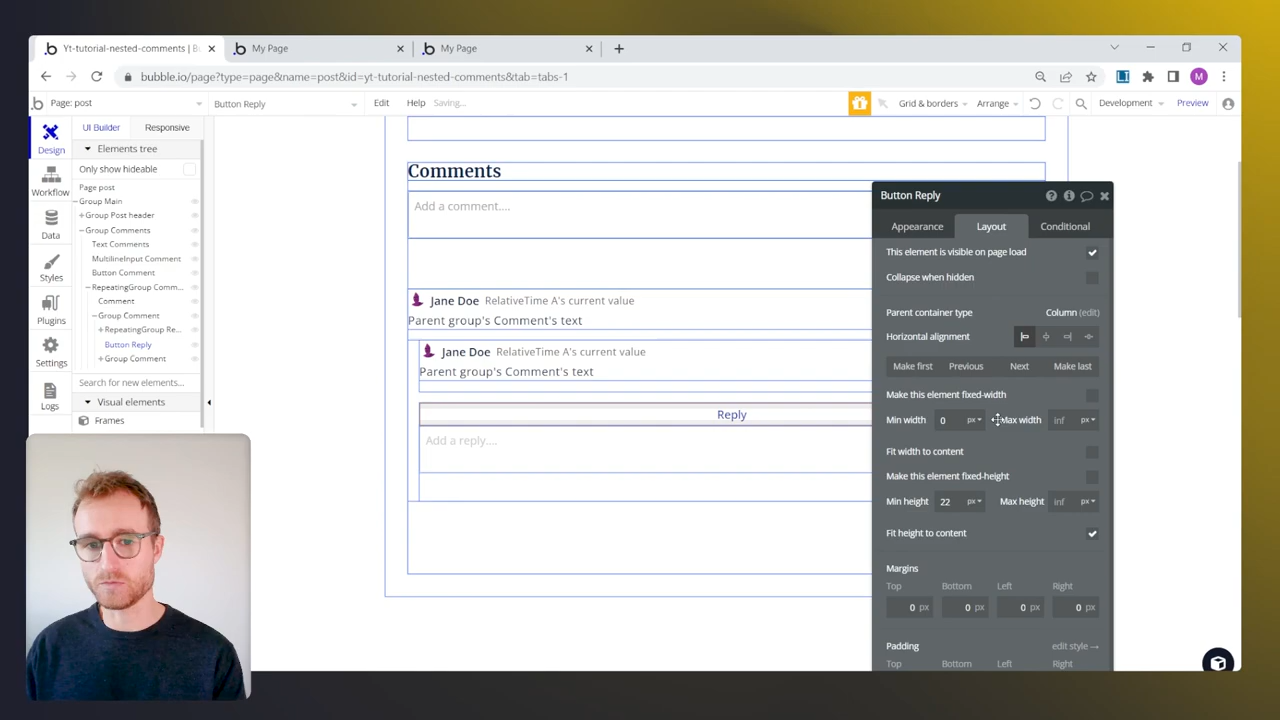 Yt-tutorial-nested-comments | B
My Page
My Page
bubble.io/page?type=page&name=post&id=yt-tutorial-nested-comments&tab=tabs-1
M
Page: post
Button Reply
Edit
Help
Saving...
Grid & borders
Arrange
Development
Preview
Design
Workflow
Data
Styles
Plugins
Settings
Logs
UI Builder
Responsive
Elements tree
Only show hideable
Page post
Group Main
Group Post header
Group Comments
Text Comments
MultilineInput Comment
Button Comment
RepeatingGroup Comm...
Comment
Group Comment
RepeatingGroup Re...
Button Reply
Group Comment
Search for new elements...
Visual elements
Frames
Comments
Add a comment....
Jane Doe RelativeTime A's current value
Parent group's Comment's text
Jane Doe RelativeTime A's current value
Parent group's Comment's text
Reply
Add a reply....
Button Reply
Appearance
Layout
Conditional
This element is visible on page load
Collapse when hidden
Parent container type Column (edit)
Horizontal alignment
Make first Previous Next Make last
Make this element fixed-width
Min width 0 px Max width inf px
Fit width to content
Make this element fixed-height
Min height 22 px Max height inf px
Fit height to content
Margins
Top Bottom Left Right
0 px 0 px 0 px 0 px
Padding edit style →
Top Bottom Left Right